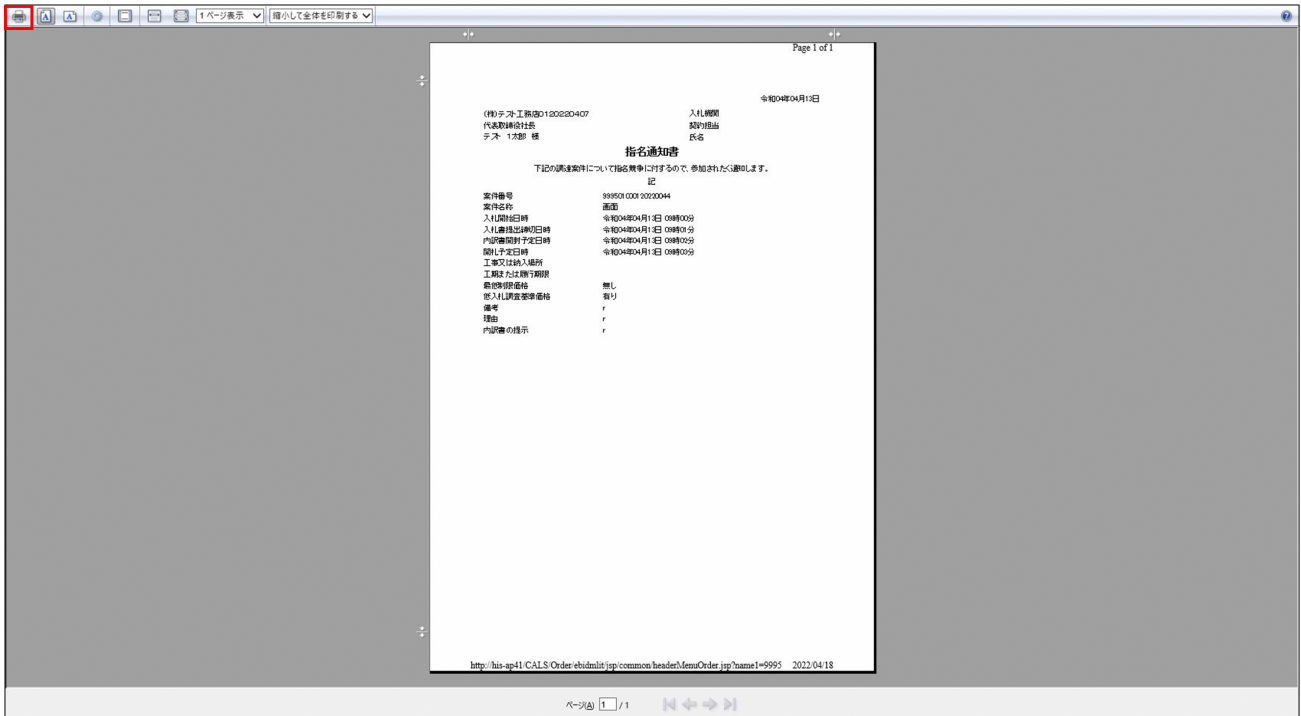 1 ページ表示 縮小して全体を印刷する
Page 1 of 1
令和04年04月13日
(株)テスト工務店0120220407 入札機関
代表取締役社長 契約担当
テスト 1太郎 様 氏名
指名通知書
下記の調達案件について指名競争に付するので、参加されたく通知します。
記
案件番号 999501000120220044
案件名称 画面
入札開始日時 令和04年04月13日 09時00分
入札書提出締切日時 令和04年04月13日 09時01分
内訳書開封予定日時 令和04年04月13日 09時02分
開札予定日時 令和04年04月13日 09時03分
工事又は納入場所
工期または履行期限
最低制限価格 無し
低入札調査基準価格 有り
備考 r
理由 r
内訳書の提示 r
http://his-ap41/CALS/Order/ebidmlit/jsp/common/headerMenuOrder.jsp?name1=9995 2022/04/18
ページ(A) 1 / 1